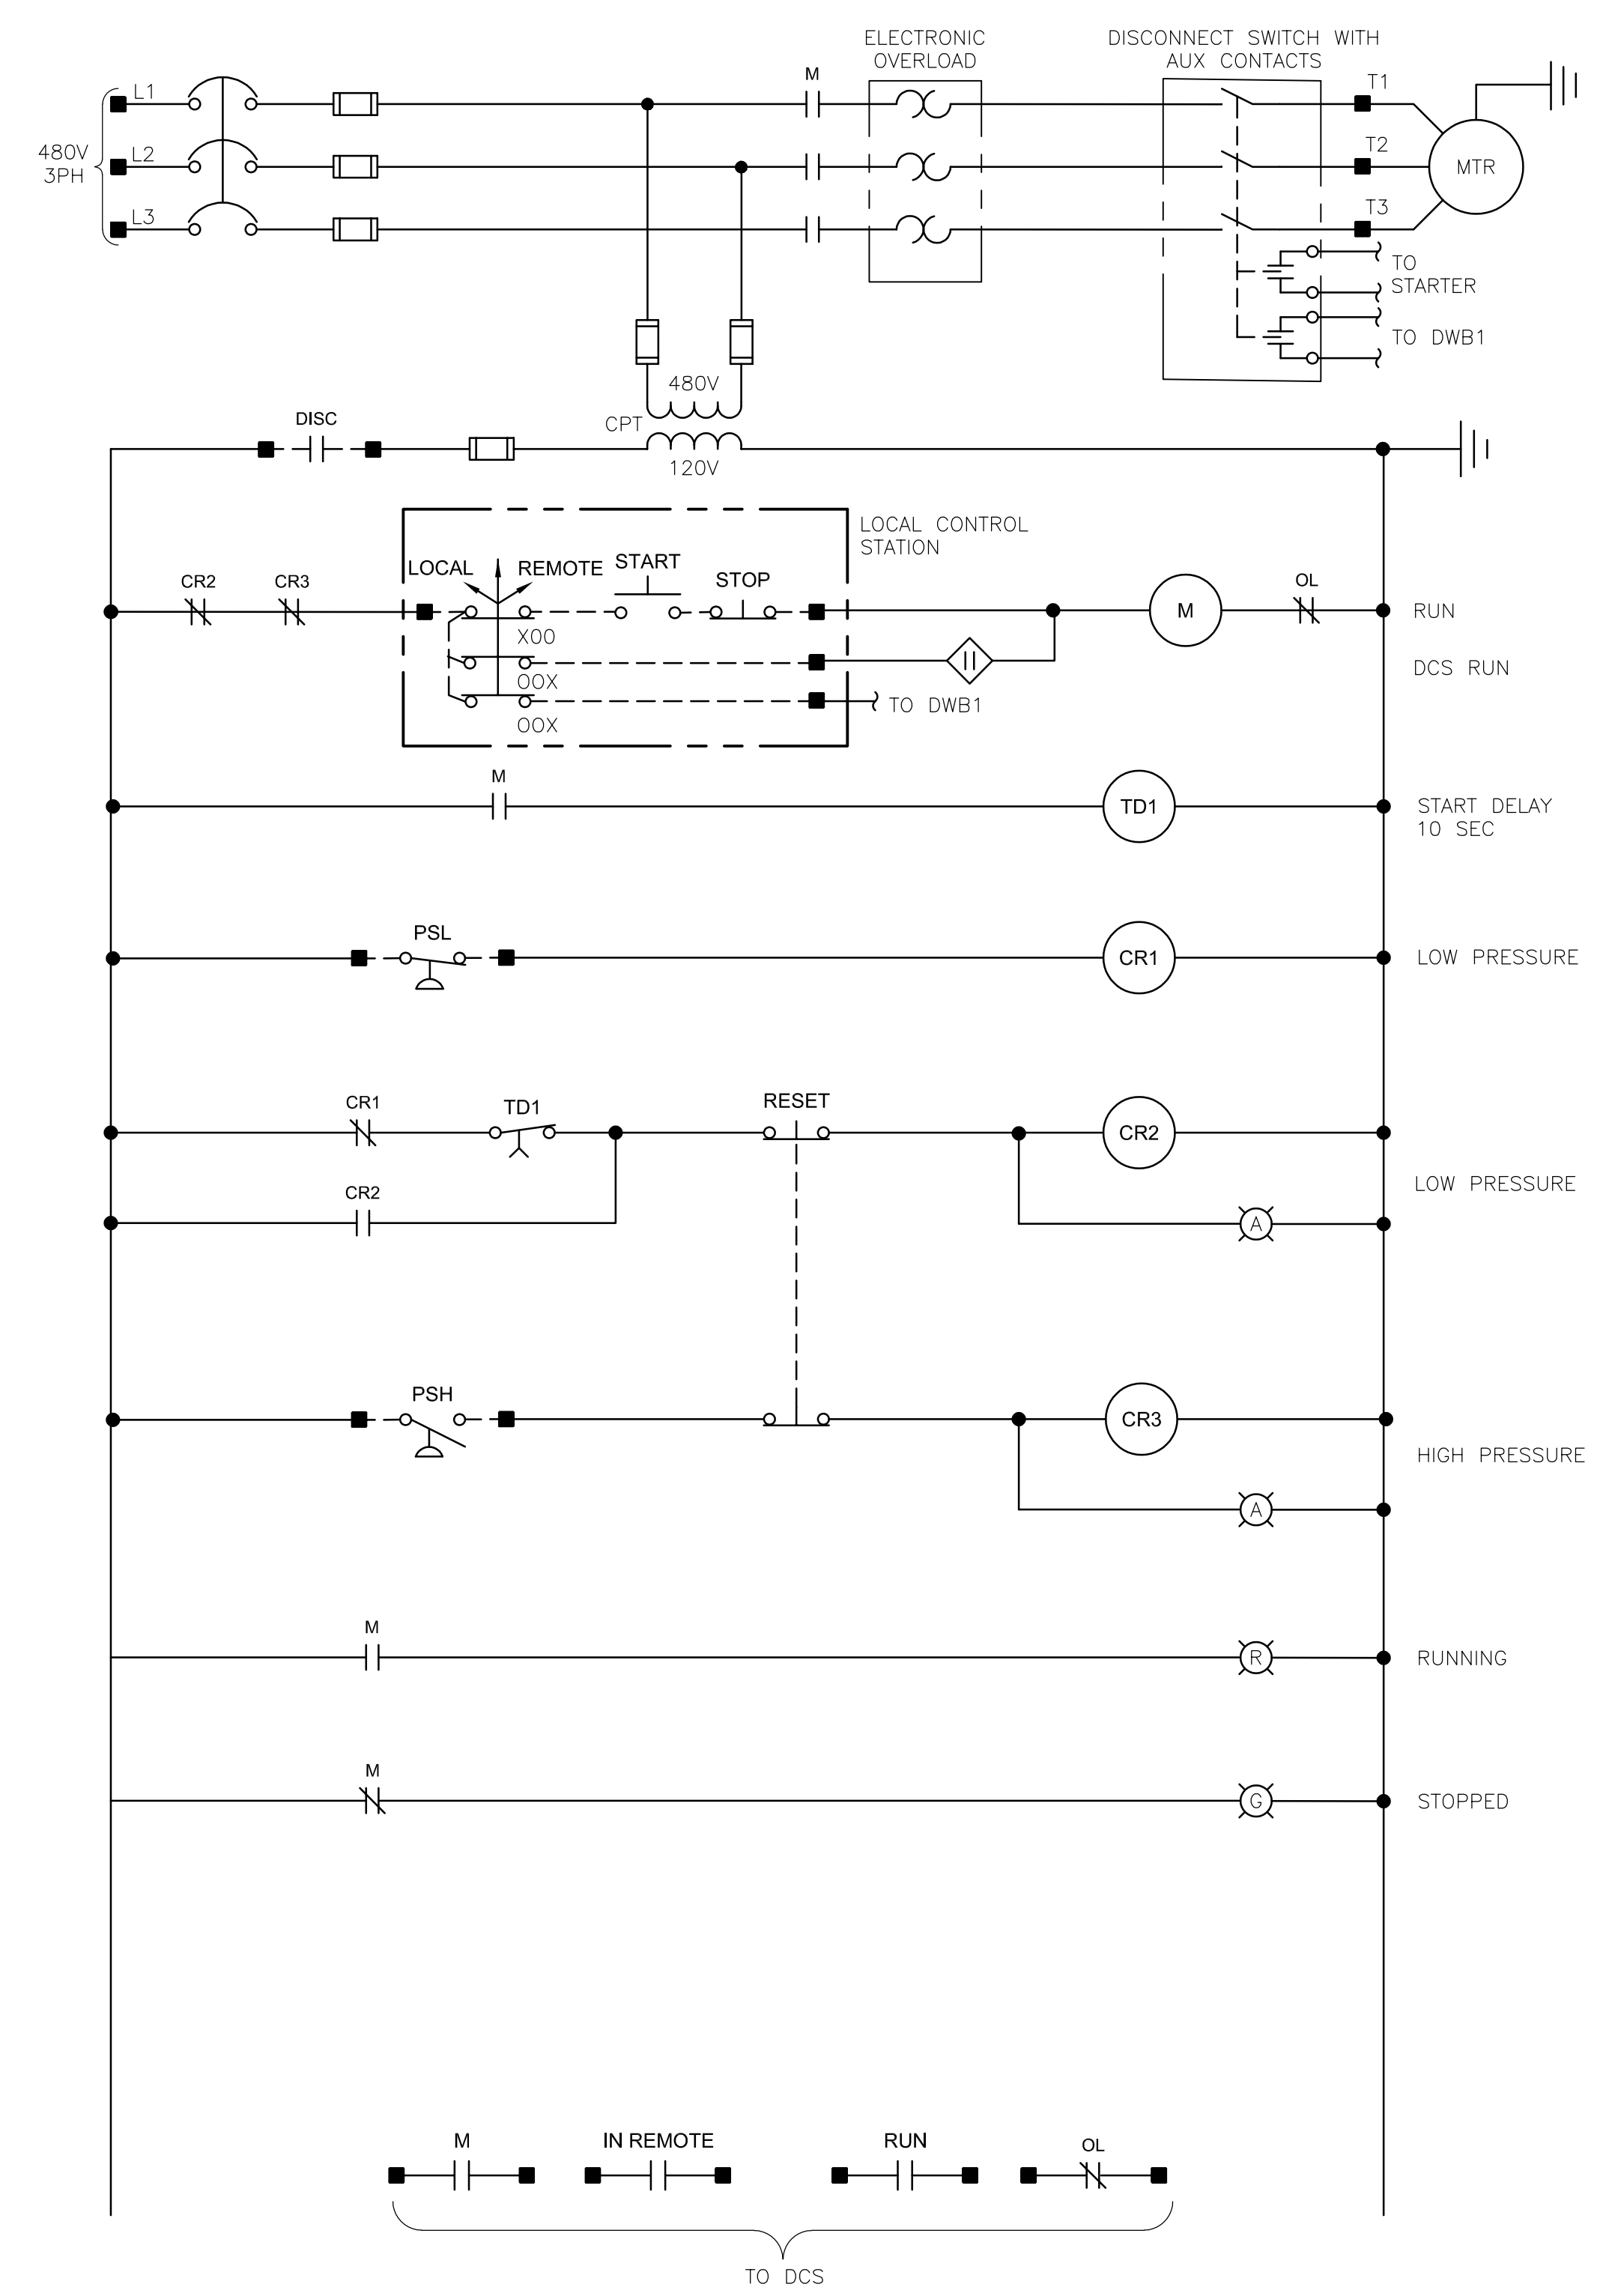 ELECTRONIC
OVERLOAD
DISCONNECT SWITCH WITH
AUX CONTACTS
L1
M
T1
480V
3PH
L2
T2
MTR
L3
T3
TO
STARTER
TO DWB1
480V
CPT
120V
DISC
LOCAL CONTROL
STATION
LOCAL
REMOTE
START
STOP
CR2
CR3
X00
M
OL
RUN
00X
DCS RUN
00X
TO DWB1
M
TD1
START DELAY
10 SEC
PSL
CR1
LOW PRESSURE
CR1
TD1
RESET
CR2
CR2
LOW PRESSURE
A
PSH
CR3
HIGH PRESSURE
A
M
R
RUNNING
M
G
STOPPED
M
IN REMOTE
RUN
OL
TO DCS